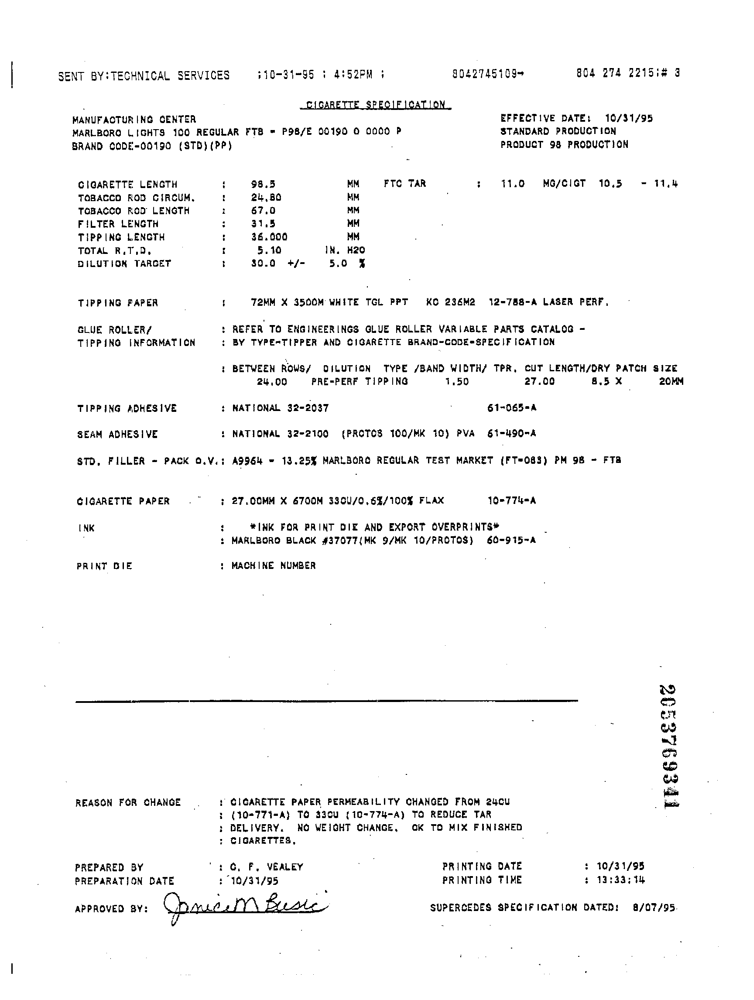 SENT BY:TECHNICAL SERVICES ;10-31-95 ; 4:52PM ; 8042745109→ 804 274 2215;# 3
CIGARETTE SPECIFICATION
MANUFACTURING CENTER EFFECTIVE DATE: 10/31/95
MARLBORO LIGHTS 100 REGULAR FTB - P98/E 00190 0 0000 P STANDARD PRODUCTION
BRAND CODE-00190 (STD)(PP) PRODUCT 98 PRODUCTION
CIGARETTE LENGTH : 98.5 MM FTC TAR : 11.0 MG/CIGT 10.5 - 11.4
TOBACCO ROD CIRCUM. : 24.80 MM
TOBACCO ROD LENGTH : 67.0 MM
FILTER LENGTH : 31.5 MM
TIPPING LENGTH : 36.000 MM
TOTAL R.T.D. : 5.10 IN. H2O
DILUTION TARGET : 30.0 +/- 5.0 %
TIPPING PAPER : 72MM X 3500M WHITE TGL PPT KC 236M2 12-788-A LASER PERF.
GLUE ROLLER/ : REFER TO ENGINEERINGS GLUE ROLLER VARIABLE PARTS CATALOG -
TIPPING INFORMATION : BY TYPE-TIPPER AND CIGARETTE BRAND-CODE-SPECIFICATION
: BETWEEN ROWS/ DILUTION TYPE /BAND WIDTH/ TPR. CUT LENGTH/DRY PATCH SIZE
24.00 PRE-PERF TIPPING 1.50 27.00 8.5 X 20MM
TIPPING ADHESIVE : NATIONAL 32-2037 61-065-A
SEAM ADHESIVE : NATIONAL 32-2100 (PROTOS 100/MK 10) PVA 61-490-A
STD. FILLER - PACK O.V.: A9964 - 13.25% MARLBORO REGULAR TEST MARKET (FT-083) PM 98 - FTB
CIGARETTE PAPER : 27.00MM X 6700M 33CU/0.6%/100% FLAX 10-774-A
INK : *INK FOR PRINT DIE AND EXPORT OVERPRINTS*
: MARLBORO BLACK #37077(MK 9/MK 10/PROTOS) 60-915-A
PRINT DIE : MACHINE NUMBER
2053769341
REASON FOR CHANGE : CIGARETTE PAPER PERMEABILITY CHANGED FROM 24CU
: (10-771-A) TO 33CU (10-774-A) TO REDUCE TAR
: DELIVERY. NO WEIGHT CHANGE. OK TO MIX FINISHED
: CIGARETTES.
PREPARED BY : C. F. VEALEY PRINTING DATE : 10/31/95
PREPARATION DATE : 10/31/95 PRINTING TIME : 13:33:14
APPROVED BY: Janice M Busic SUPERCEDES SPECIFICATION DATED: 8/07/95